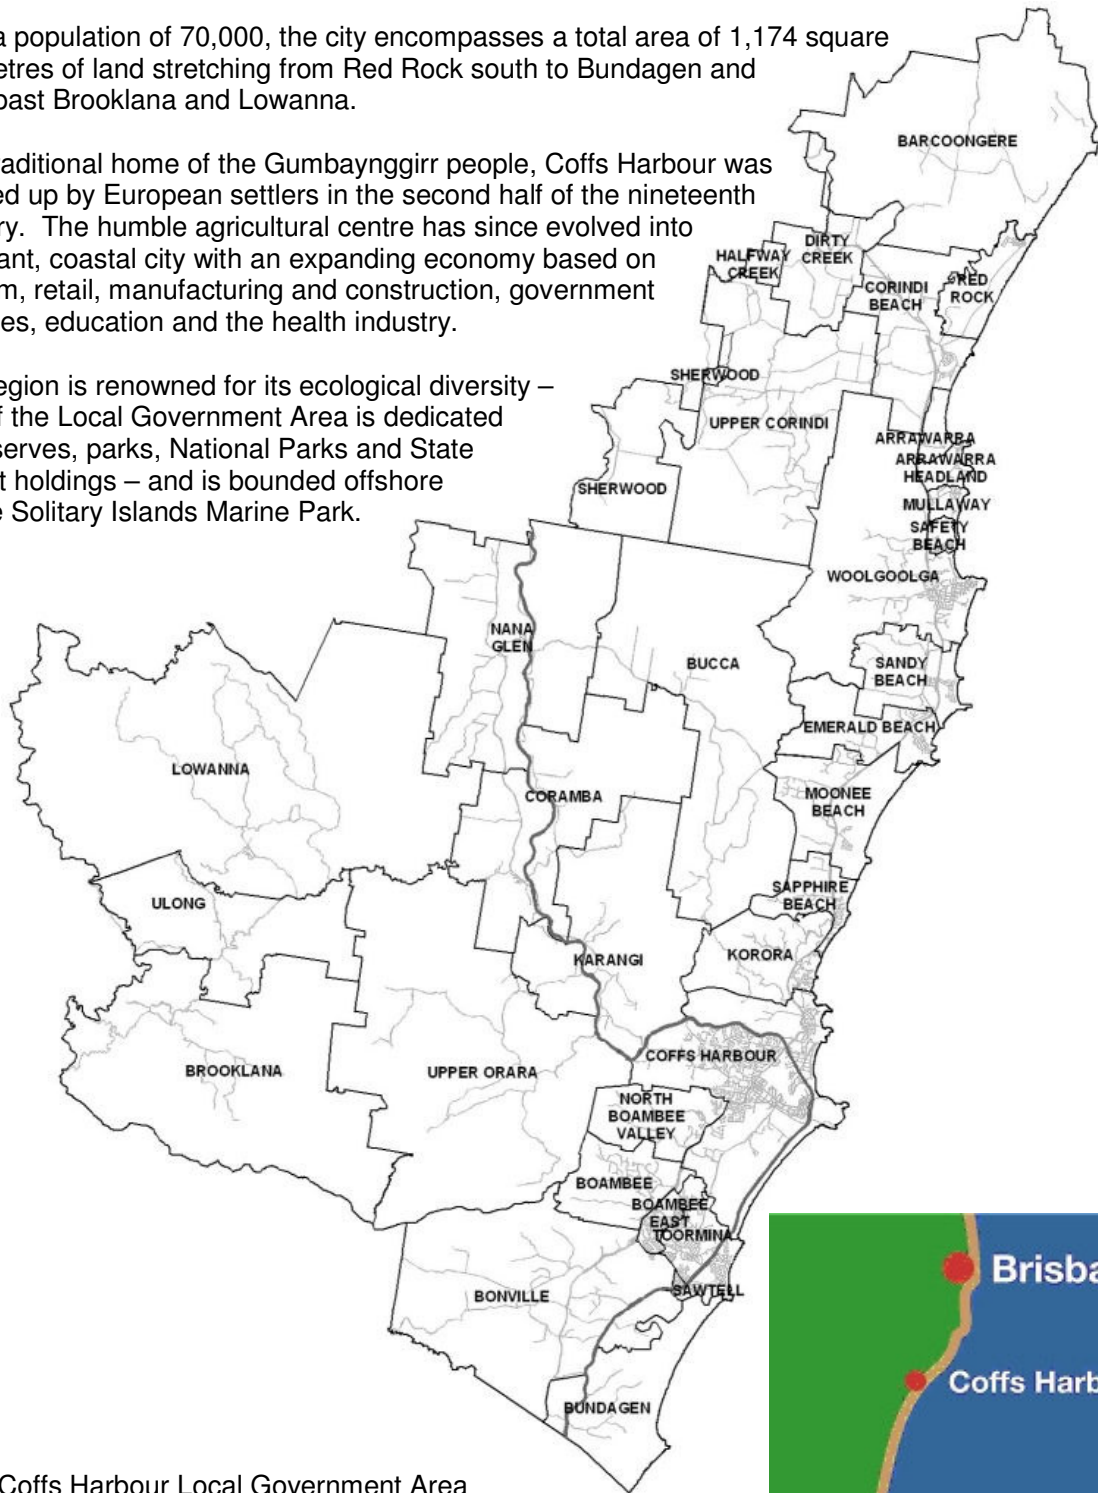 a population of 70,000, the city encompasses a total area of 1,174 square
etres of land stretching from Red Rock south to Bundagen and
past Brooklana and Lowanna.
raditional home of the Gumbaynggirr people, Coffs Harbour was
ed up by European settlers in the second half of the nineteenth
ry. The humble agricultural centre has since evolved into
ant, coastal city with an expanding economy based on
m, retail, manufacturing and construction, government
es, education and the health industry.
egion is renowned for its ecological diversity –
f the Local Government Area is dedicated
serves, parks, National Parks and State
t holdings – and is bounded offshore
e Solitary Islands Marine Park.
BARCOONGERE
DIRTY
CREEK
HALFWAY
CREEK
CORINDI
BEACH
RED
ROCK
SHERWOOD
UPPER CORINDI
ARRAWARRA
ARRAWARRA
HEADLAND
SHERWOOD
MULLAWAY
SAFETY
BEACH
WOOLGOOLGA
NANA
GLEN
BUCCA
SANDY
BEACH
EMERALD BEACH
LOWANNA
CORAMBA
MOONEE
BEACH
ULONG
SAPPHIRE
BEACH
KARANGI
KORORA
BROOKLANA
UPPER ORARA
COFFS HARBOUR
NORTH
BOAMBEE
VALLEY
BOAMBEE
BOAMBEE
EAST
TOORMINA
BONVILLE
SAWTELL
BUNDAGEN
Brisba
Coffs Harb
Coffs Harbour Local Government Area